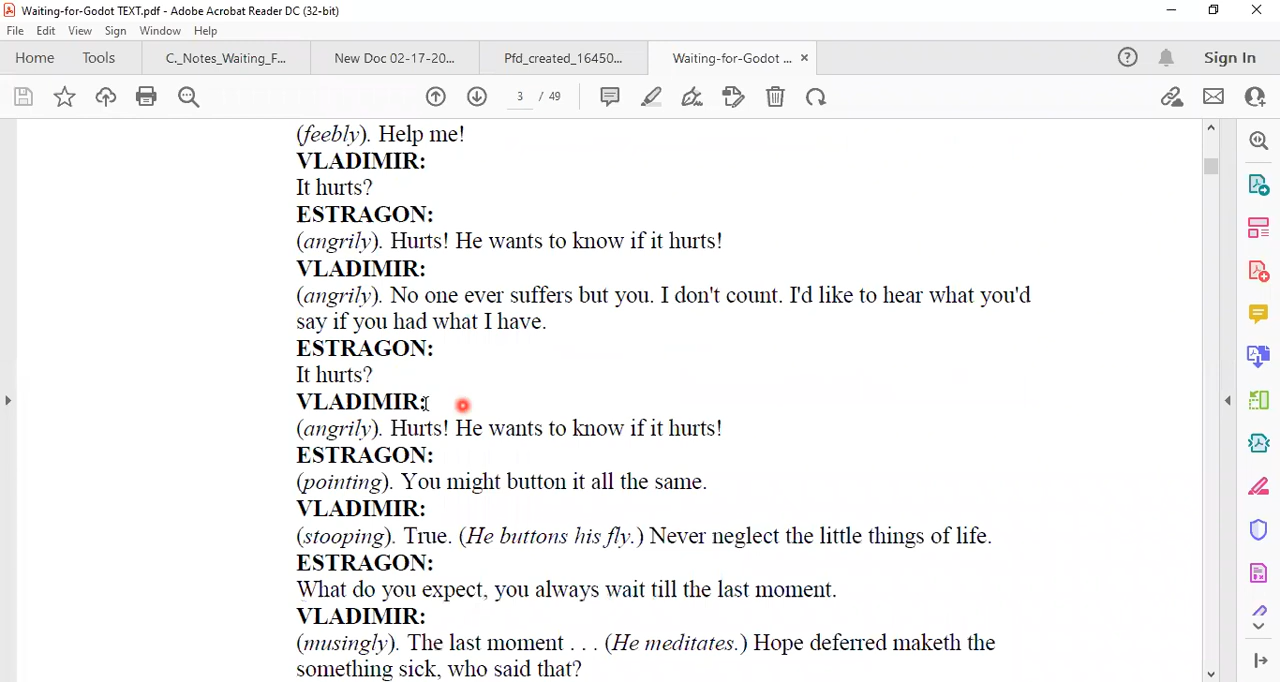 Waiting-for-Godot TEXT.pdf - Adobe Acrobat Reader DC (32-bit)
File Edit View Sign Window Help
Home Tools C._Notes_Waiting_F... New Doc 02-17-20... Pfd_created_16450... Waiting-for-Godot ... Sign In
3 / 49
(feebly). Help me!
VLADIMIR:
It hurts?
ESTRAGON:
(angrily). Hurts! He wants to know if it hurts!
VLADIMIR:
(angrily). No one ever suffers but you. I don't count. I'd like to hear what you'd
say if you had what I have.
ESTRAGON:
It hurts?
VLADIMIR:
(angrily). Hurts! He wants to know if it hurts!
ESTRAGON:
(pointing). You might button it all the same.
VLADIMIR:
(stooping). True. (He buttons his fly.) Never neglect the little things of life.
ESTRAGON:
What do you expect, you always wait till the last moment.
VLADIMIR:
(musingly). The last moment . . . (He meditates.) Hope deferred maketh the
something sick, who said that?